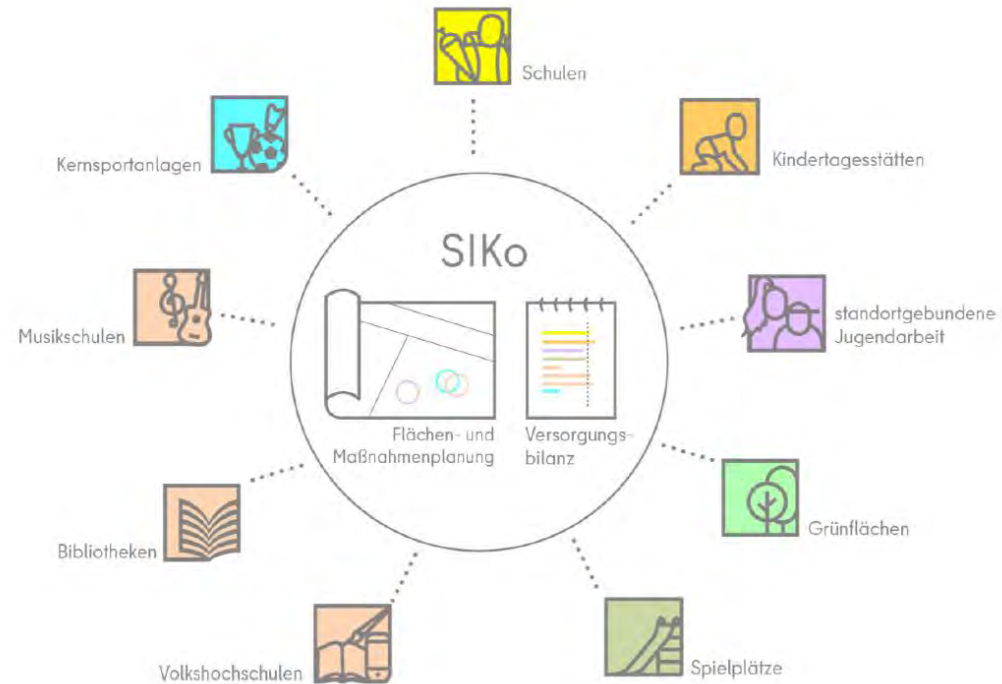 Schulen
Kernsportanlagen
Kindertagesstätten
SIKo
Musikschulen
standortgebundene
Jugendarbeit
Flächen- und
Maßnahmenplanung
Versorgungs-
bilanz
Bibliotheken
Grünflächen
Volkshochschulen
Spielplätze